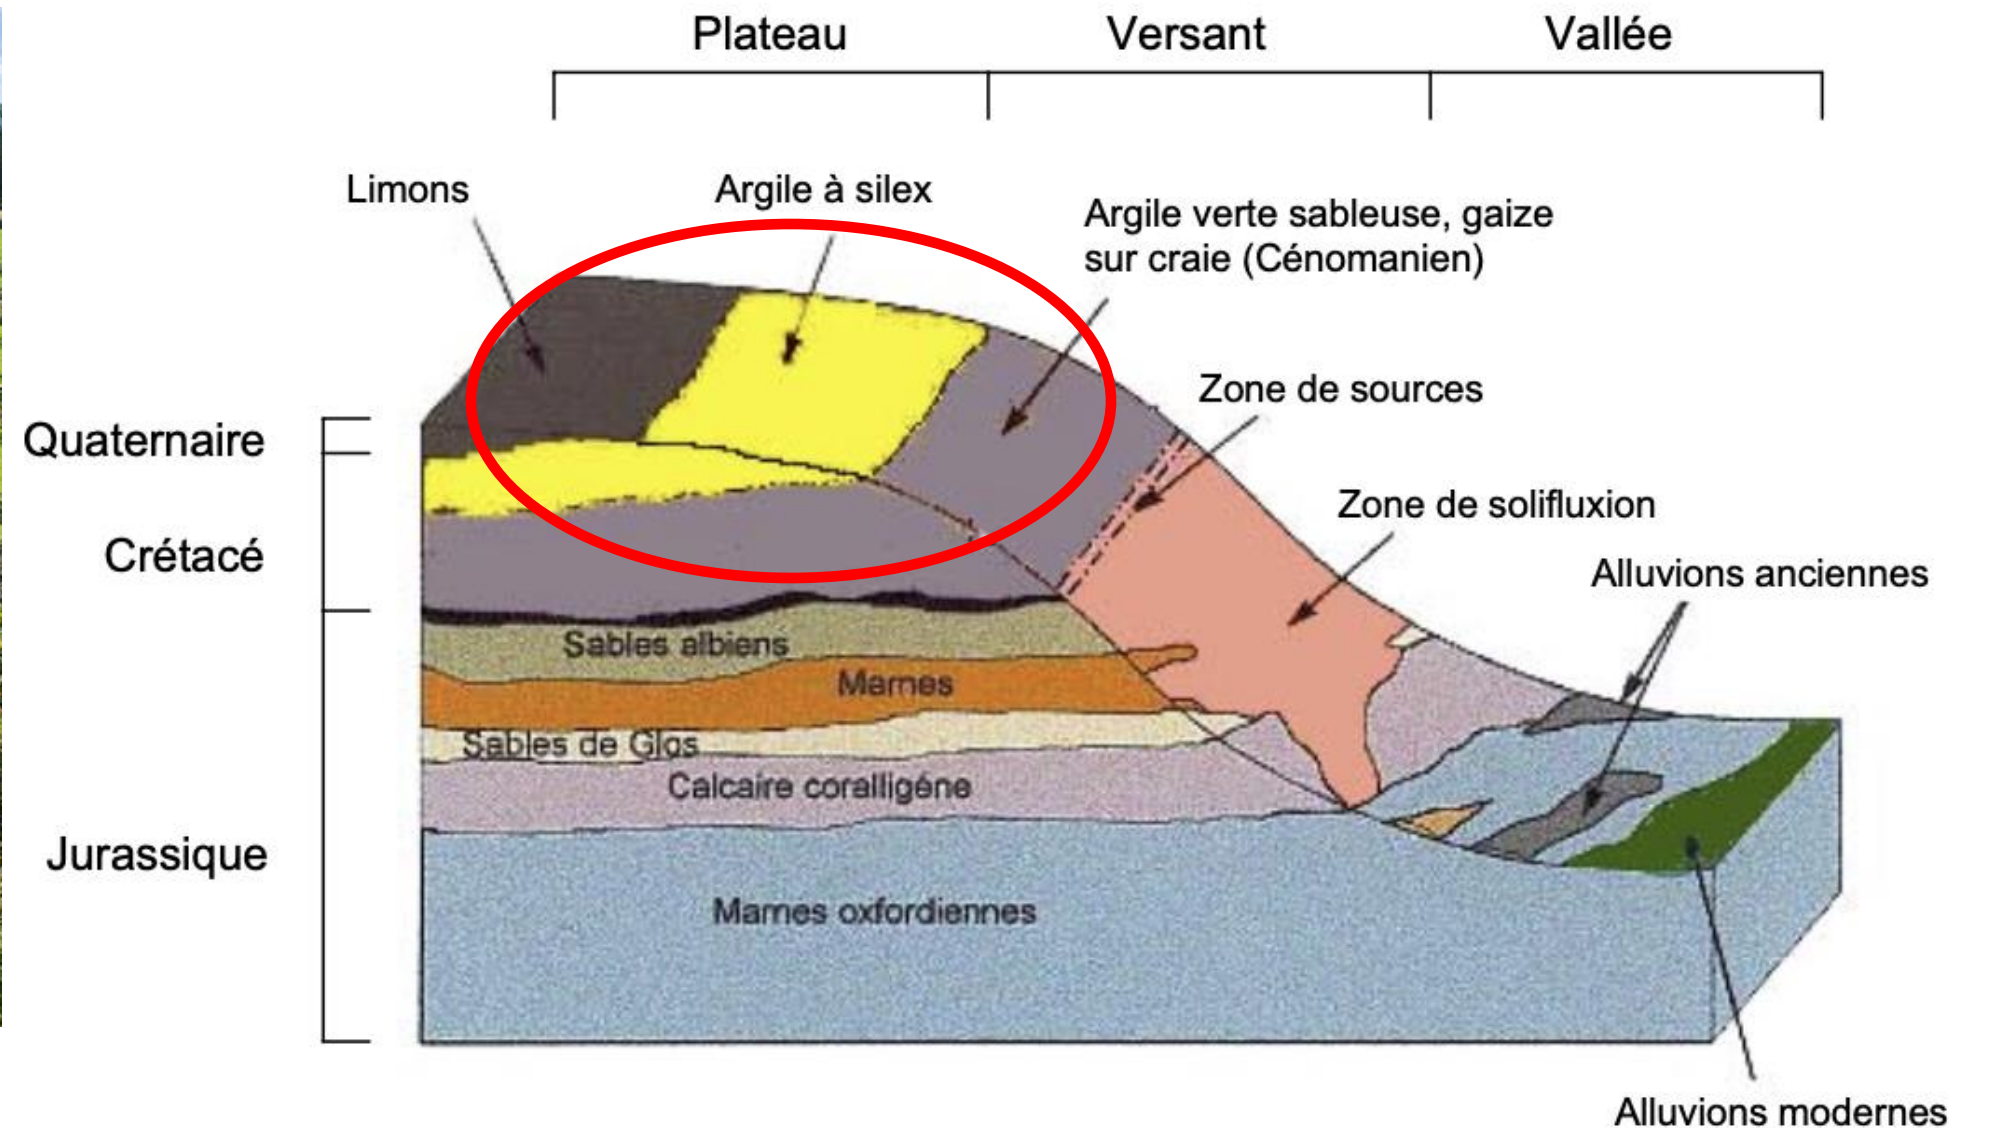 Plateau
Versant
Vallée
Limons
Argile à silex
Argile verte sableuse, gaize
sur craie (Cénomanien)
Zone de sources
Quaternaire
Zone de solifluxion
Crétacé
Alluvions anciennes
Sables albiens
Marnes
Sables de Glos
Calcaire coralligéne
Jurassique
Marnes oxfordiennes
Alluvions modernes